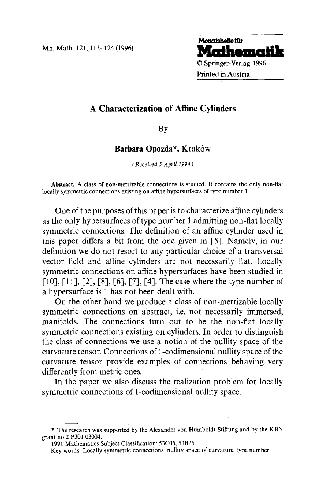 Monatshefte für
Mh. Math. 121, (1996)
Mathematik
© Springer-Verlag 1996
Printed in Austria
A Characterization of Affine Cylinders
By
Barbara Opozda*, Kraków
(Received 5 April)
Abstract. A class of non-metrizable connections is studied. It contains the only non-flat
locally symmetric connections existing on affine hypersurfaces of type number 1.
One of the purposes of this paper is to characterize affine cylinders
as the only hypersurfaces of type number 1 admitting non-flat locally
symmetric connections. The definition of an affine cylinder used in
this paper differs a bit from the one given in [5]. Namely, in our
definition we do not resort to any particular choice of a transversal
vector field and affine cylinders are not necessarily flat. Locally
symmetric connections on affine hypersurfaces have been studied in
[10], [11], [2], [8], [6], [7], [4]. The case where the type number of
a hypersurface is 1 has not been dealt with.
On the other hand we produce a class of non-metrizable locally
symmetric connections on abstract, i.e. not necessarily immersed,
manifolds. The connections turn out to be the non-flat locally
symmetric connections existing on cylinders. In order to distinguish
the class of connections we use a notion of the nullity space of the
curvature tensor. Connections of 1-codimensional nullity space of the
curvature tensor provide examples of connections behaving very
differently from metric ones.
In the paper we also discuss the realization problem for locally
symmetric connections of 1-codimensional nullity space.
* The research was supported by the Alexander von Humboldt Stiftung and by the KBN
grant no 2 P301 03004.
1991 Mathematics Subject Classification:
Key words: Locally symmetric connections, nullity space of curvature, type number